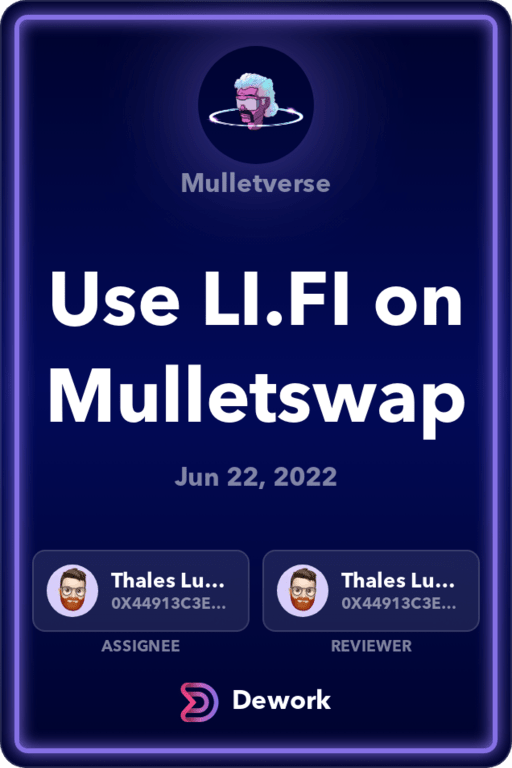 Mulletverse
Use LI.FI on
Mulletswap
Jun 22, 2022
Thales Lu...
0X44913C3E...
ASSIGNEE
Thales Lu...
0X44913C3E...
REVIEWER
Dework